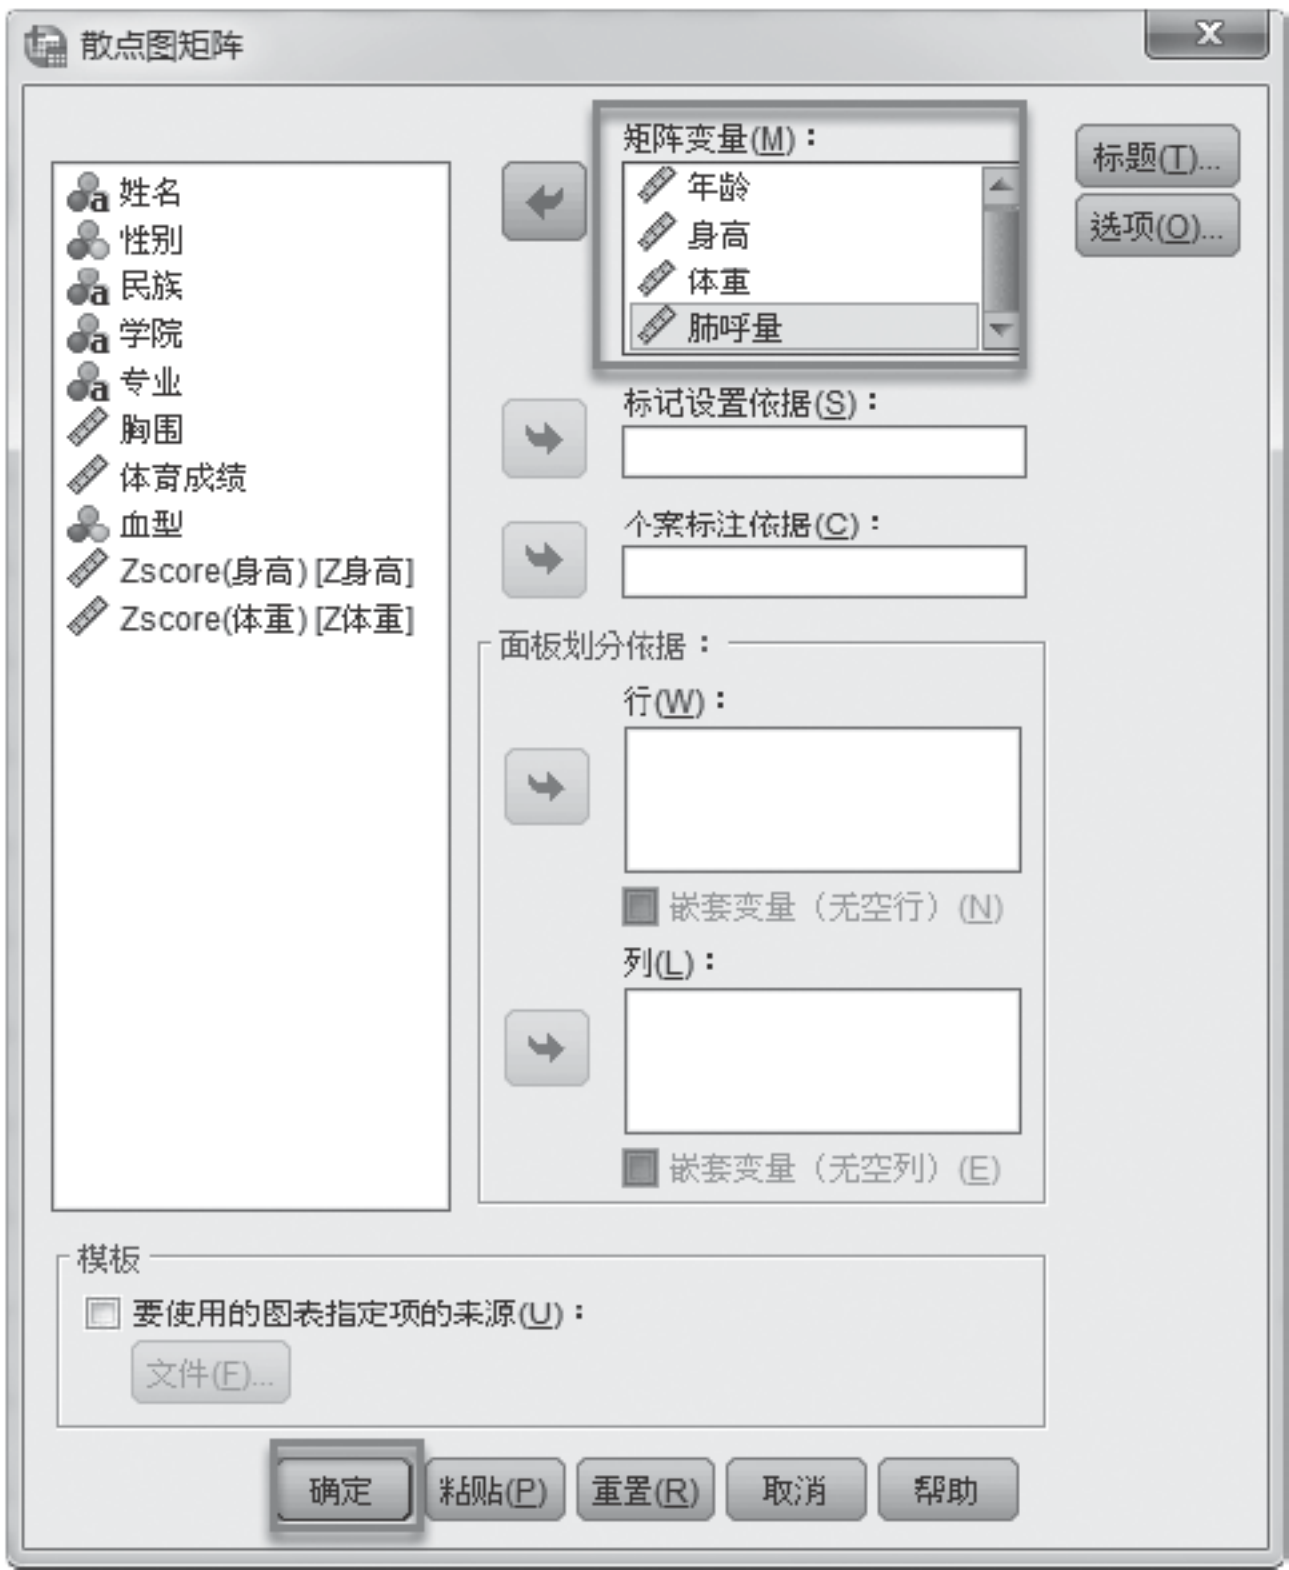 散点图矩阵
矩阵变量(M)：
年龄
身高
体重
肺呼量
标题(T)...
选项(O)...
姓名
性别
民族
学院
专业
胸围
体育成绩
血型
Zscore(身高) [Z身高]
Zscore(体重) [Z体重]
标记设置依据(S)：
个案标注依据(C)：
面板划分依据：
行(W)：
嵌套变量（无空行）(N)
列(L)：
嵌套变量（无空列）(E)
模板
要使用的图表指定项的来源(U)：
文件(F)...
确定
粘贴(P)
重置(R)
取消
帮助